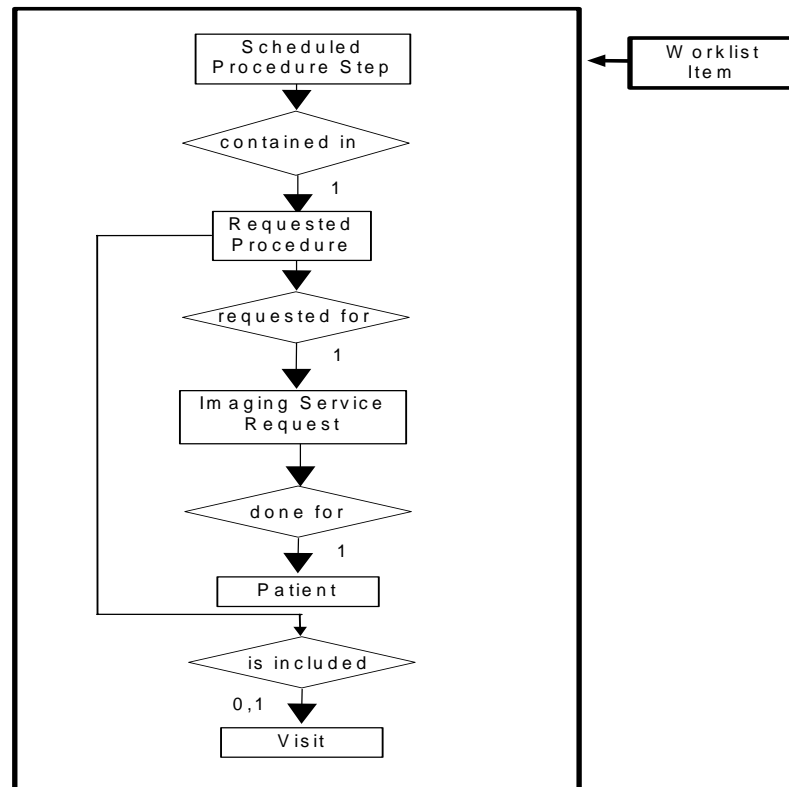 Scheduled
Procedure Step
Worklist
Item
contained in
1
Requested
Procedure
requested for
1
Imaging Service
Request
done for
1
Patient
is included
0,1
Visit